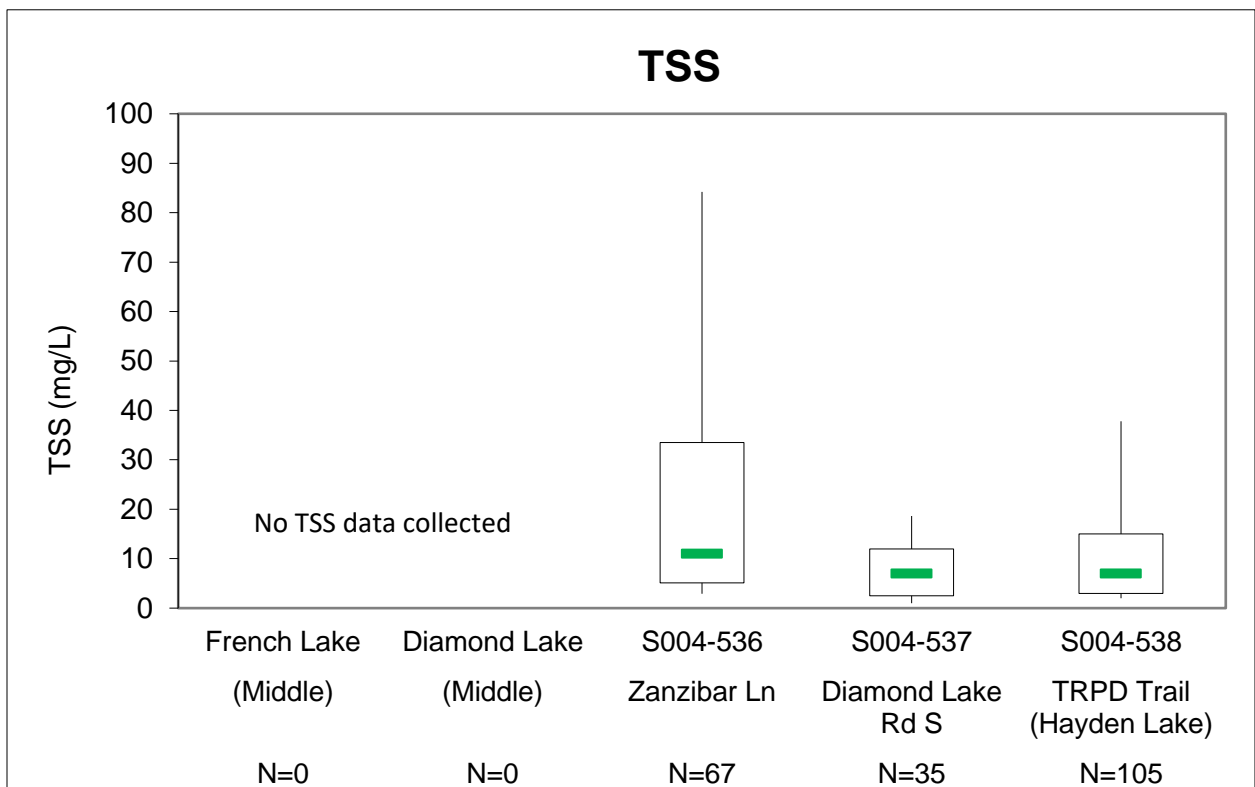 TSS
100
90
80
70
60
50
40
30
20
10
0
TSS (mg/L)
No TSS data collected
French Lake
(Middle)
N=0
Diamond Lake
(Middle)
N=0
S004-536
Zanzibar Ln
N=67
S004-537
Diamond Lake
Rd S
N=35
S004-538
TRPD Trail
(Hayden Lake)
N=105